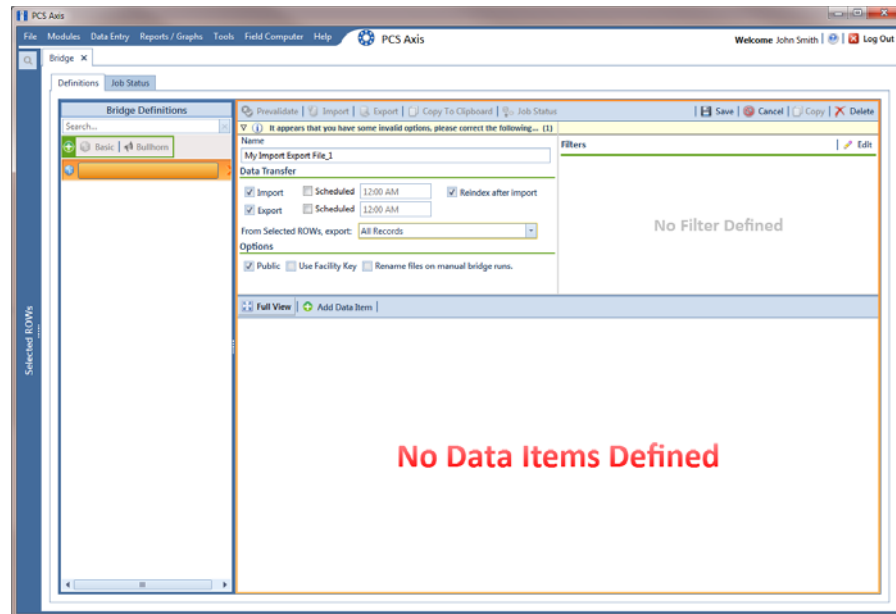 PCS Axis
File Modules Data Entry Reports / Graphs Tools Field Computer Help PCS Axis Welcome John Smith | Log Out
Bridge X
Definitions Job Status
Bridge Definitions Prevalidate | Import | Export | Copy To Clipboard | Job Status | Save | Cancel | Copy | Delete
Search... It appears that you have some invalid options, please correct the following... (1)
Basic | Bullhorn Name Filters | Edit
My Import Export File_1
Data Transfer
Import Scheduled 12:00 AM Reindex after import
Export Scheduled 12:00 AM
No Filter Defined
From Selected ROWs, export: All Records
Options
Public Use Facility Key Rename files on manual bridge runs.
Full View | Add Data Item |
Selected ROWs
No Data Items Defined